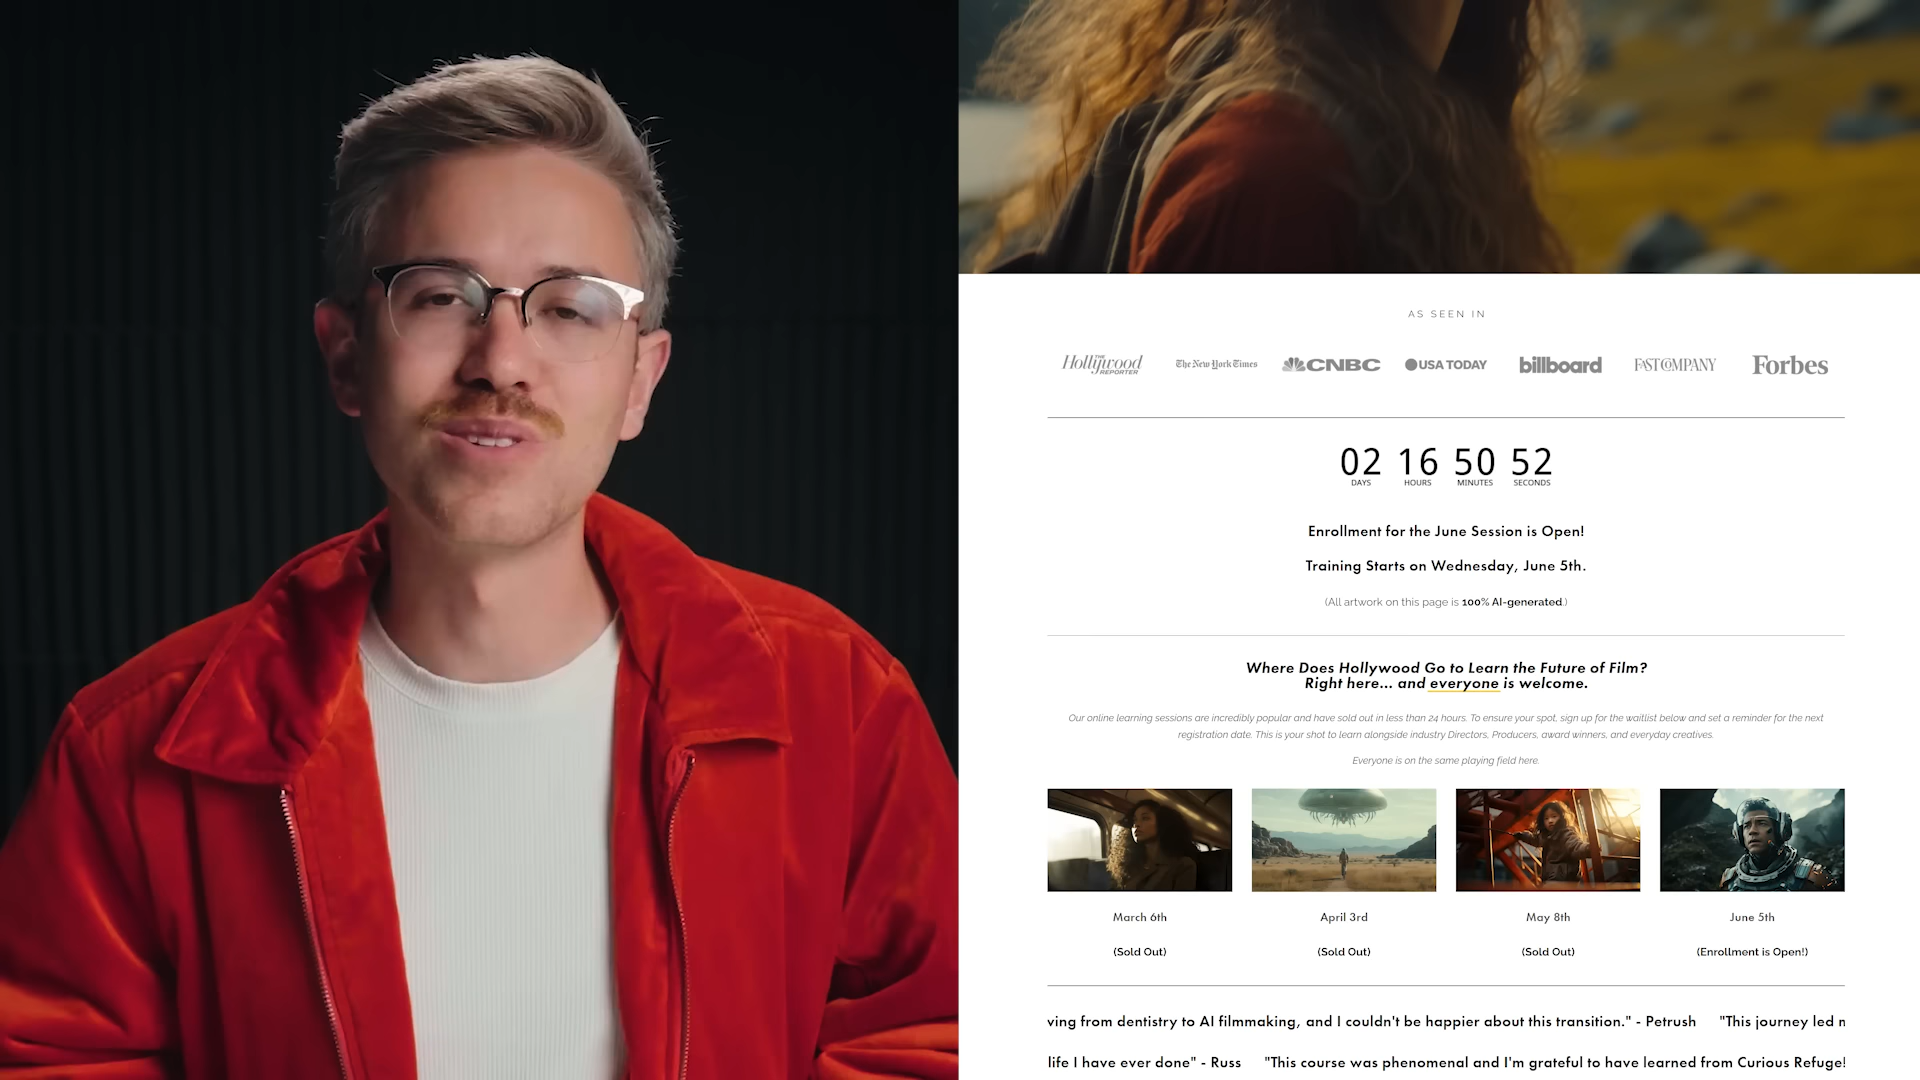 AS SEEN IN
THE Hollywood REPORTER The New York Times CNBC USA TODAY billboard FAST COMPANY Forbes
02 16 50 52
DAYS HOURS MINUTES SECONDS
Enrollment for the June Session is Open!
Training Starts on Wednesday, June 5th.
(All artwork on this page is 100% AI-generated.)
Where Does Hollywood Go to Learn the Future of Film?
Right here... and everyone is welcome.
Our online learning sessions are incredibly popular and have sold out in less than 24 hours. To ensure your spot, sign up for the waitlist below and set a reminder for the next
registration date. This is your shot to learn alongside industry Directors, Producers, award winners, and everyday creatives.
Everyone is on the same playing field here.
March 6th April 3rd May 8th June 5th
(Sold Out) (Sold Out) (Sold Out) (Enrollment is Open!)
ving from dentistry to AI filmmaking, and I couldn't be happier about this transition." - Petrush "This journey led
life I have ever done" - Russ "This course was phenomenal and I'm grateful to have learned from Curious Refuge!